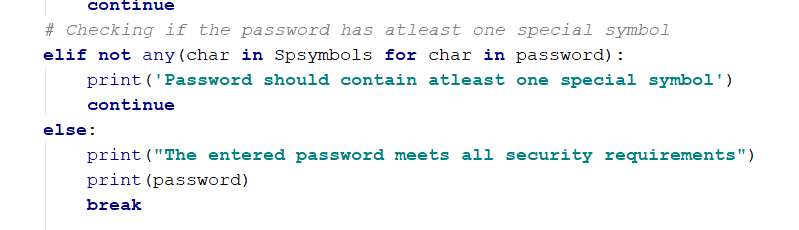 continue
# Checking if the password has atleast one special symbol
elif not any(char in Spsymbols for char in password):
print('Password should contain atleast one special symbol')
continue
else:
print("The entered password meets all security requirements")
print(password)
break